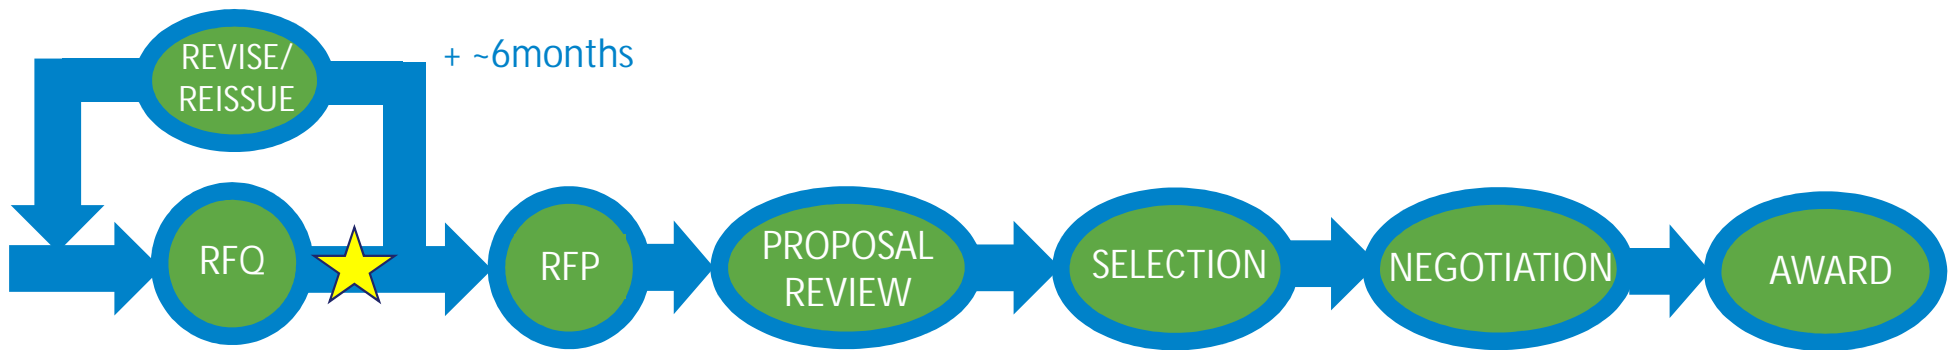 REVISE/
REISSUE
+ ~6months
RFQ
RFP
PROPOSAL
REVIEW
SELECTION
NEGOTIATION
AWARD